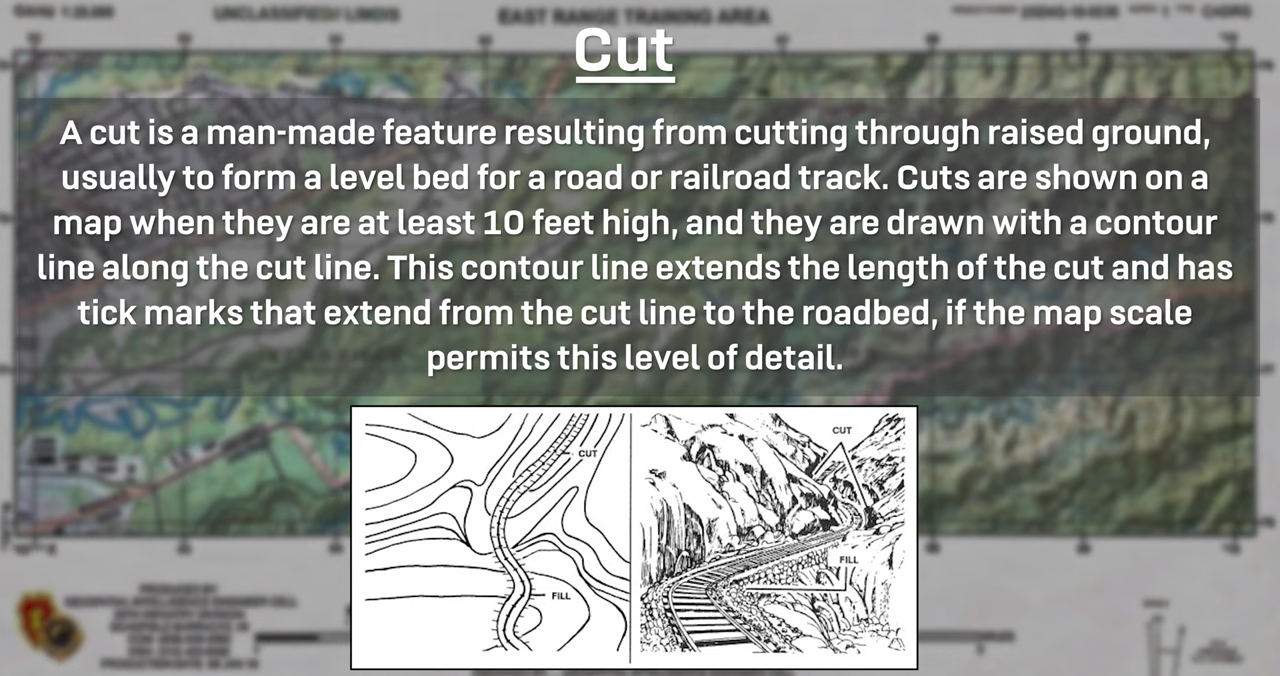 UNCLASSIFIED// LIMDIS
EAST RANGE TRAINING AREA
Cut
A cut is a man-made feature resulting from cutting through raised ground,
usually to form a level bed for a road or railroad track. Cuts are shown on a
map when they are at least 10 feet high, and they are drawn with a contour
line along the cut line. This contour line extends the length of the cut and has
tick marks that extend from the cut line to the roadbed, if the map scale
permits this level of detail.
CUT
FILL
CUT
FILL
PRODUCED BY: